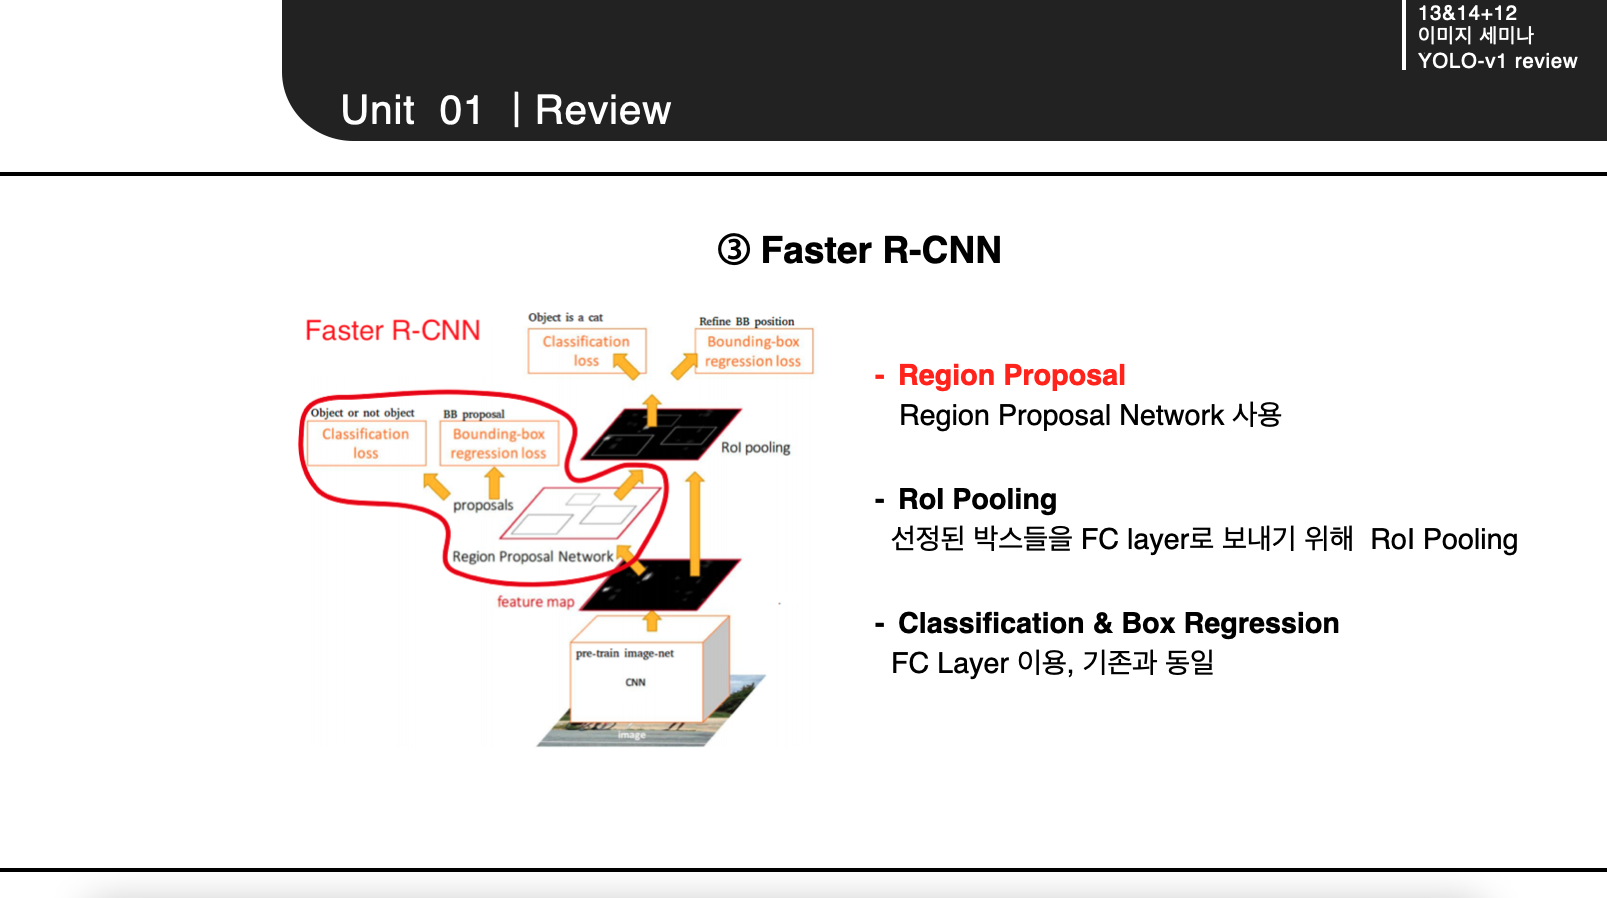 13&14+12
이미지 세미나
YOLO-v1 review
Unit 01 | Review
③ Faster R-CNN
Faster R-CNN
Object is a cat
Classification
loss
Refine BB position
Bounding-box
regression loss
Object or not object
Classification
loss
BB proposal
Bounding-box
regression loss
RoI pooling
proposals
Region Proposal Network
feature map
pre-train image-net
CNN
image
- Region Proposal
Region Proposal Network 사용
- RoI Pooling
선정된 박스들을 FC layer로 보내기 위해 RoI Pooling
- Classification & Box Regression
FC Layer 이용, 기존과 동일